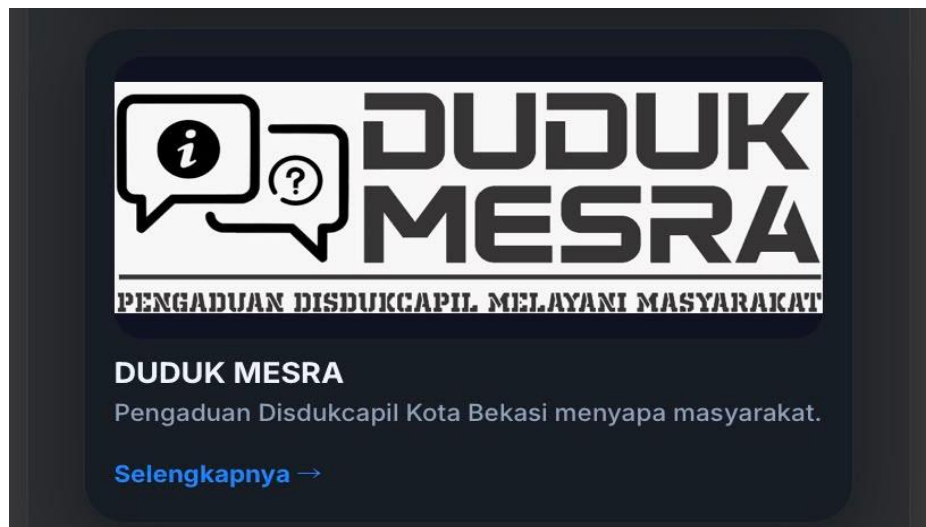 DUDUK
MESRA
PENGADUAN DISDUKCAPIL MELAYANI MASYARAKAT
DUDUK MESRA
Pengaduan Disdukcapil Kota Bekasi menyapa masyarakat.
Selengkapnya →